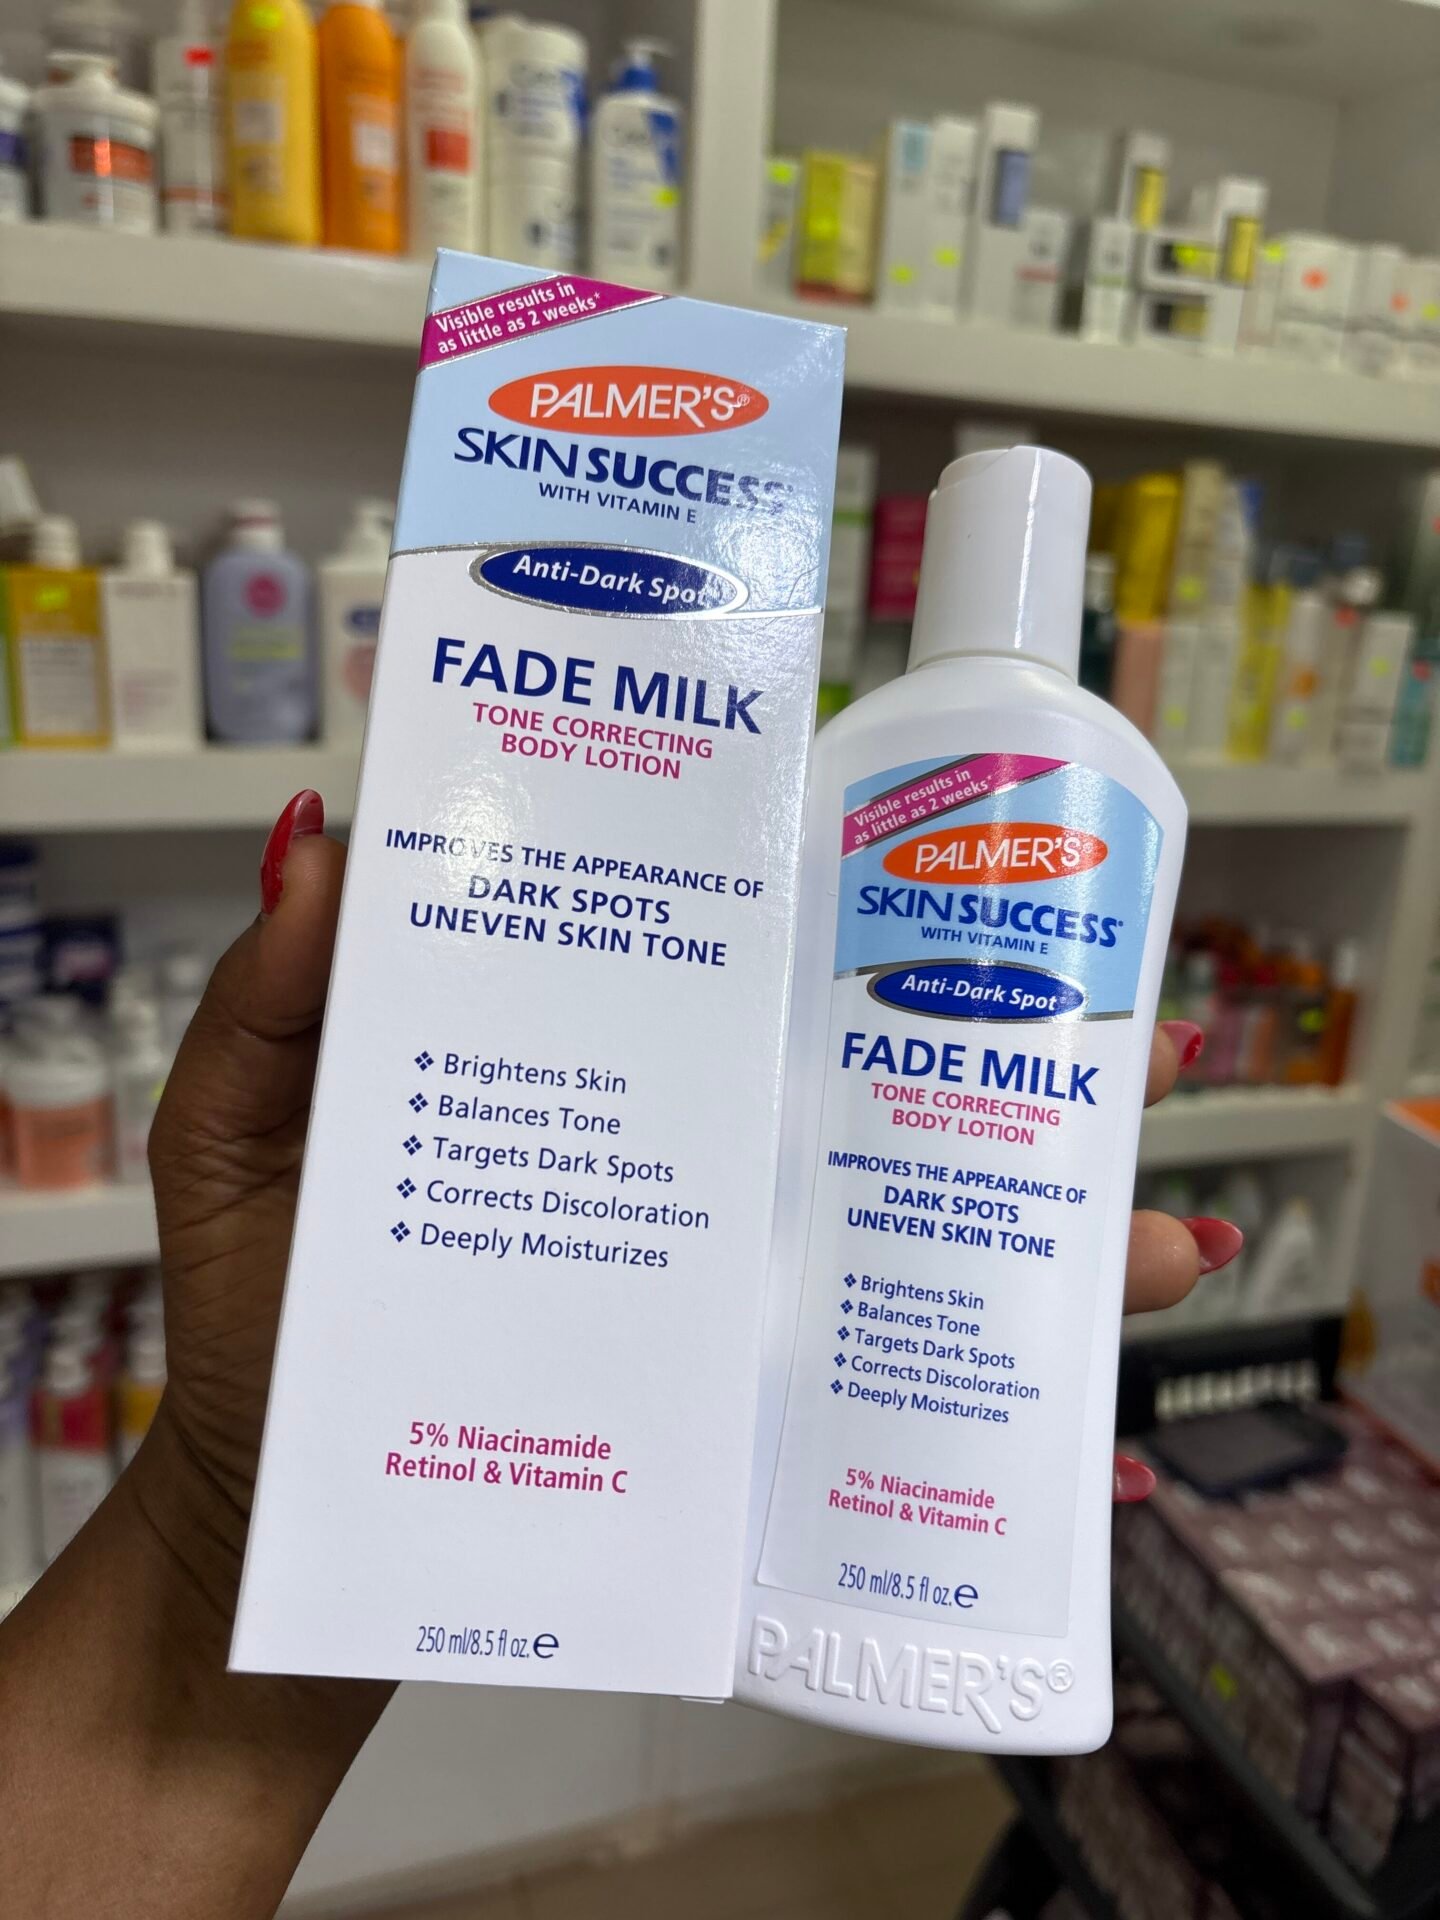 Visible results in
as little as 2 weeks*
PALMER'S®
SKIN SUCCESS®
WITH VITAMIN E
Anti-Dark Spot®
FADE MILK
TONE CORRECTING
BODY LOTION
IMPROVES THE APPEARANCE OF
DARK SPOTS
UNEVEN SKIN TONE
❖ Brightens Skin
❖ Balances Tone
❖ Targets Dark Spots
❖ Corrects Discoloration
❖ Deeply Moisturizes
5% Niacinamide
Retinol & Vitamin C
250 ml/8.5 fl oz. e
Visible results in
as little as 2 weeks*
PALMER'S®
SKIN SUCCESS®
WITH VITAMIN E
Anti-Dark Spot®
FADE MILK
TONE CORRECTING
BODY LOTION
IMPROVES THE APPEARANCE OF
DARK SPOTS
UNEVEN SKIN TONE
❖ Brightens Skin
❖ Balances Tone
❖ Targets Dark Spots
❖ Corrects Discoloration
❖ Deeply Moisturizes
5% Niacinamide
Retinol & Vitamin C
250 ml/8.5 fl oz. e
PALMER'S®